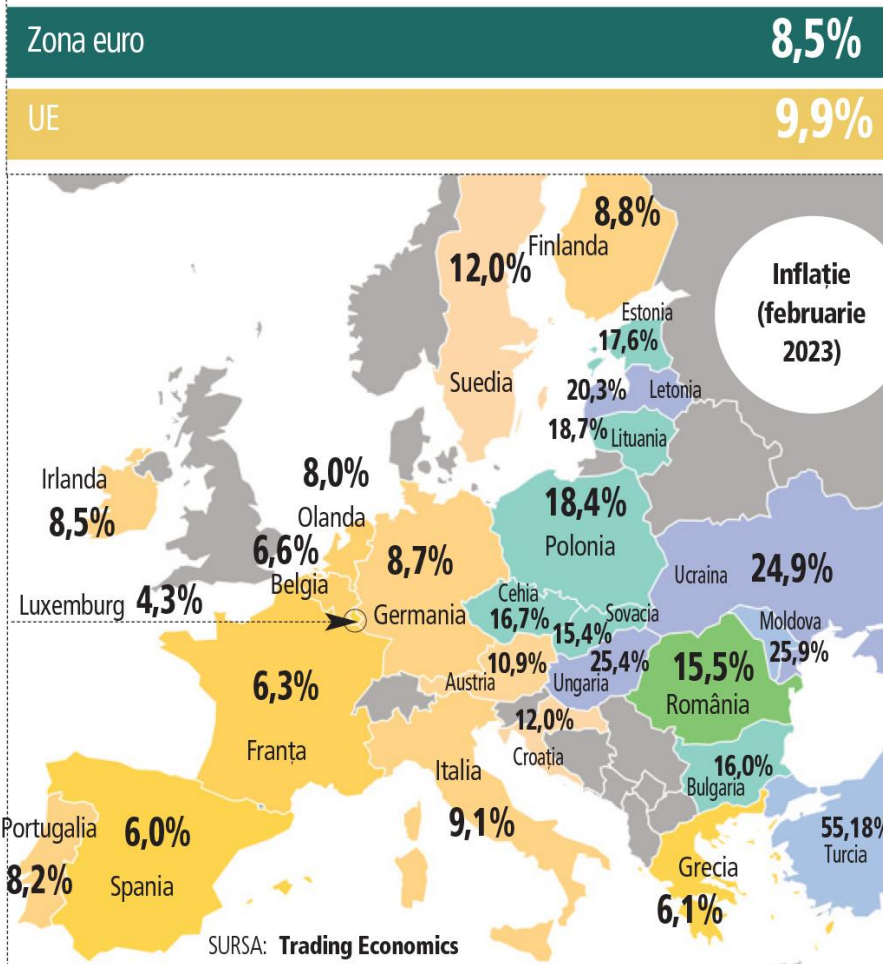 Zona euro 8,5%
UE 9,9%
Inflație
(februarie
2023)
8,8%
Finlanda
12,0%
Suedia
Estonia
17,6%
20,3% Letonia
18,7% Lituania
Irlanda
8,5%
8,0%
Olanda
6,6%
Belgia
Luxemburg 4,3%
8,7%
Germania
18,4%
Polonia
Cehia
16,7%
Sovacia
15,4%
Ucraina 24,9%
Moldova
25,9%
10,9%
Austria
25,4%
Ungaria
15,5%
România
6,3%
Franța
12,0%
Croația
Italia
9,1%
16,0%
Bulgaria
55,18%
Turcia
Portugalia
8,2%
6,0%
Spania
Grecia
6,1%
SURSA: Trading Economics